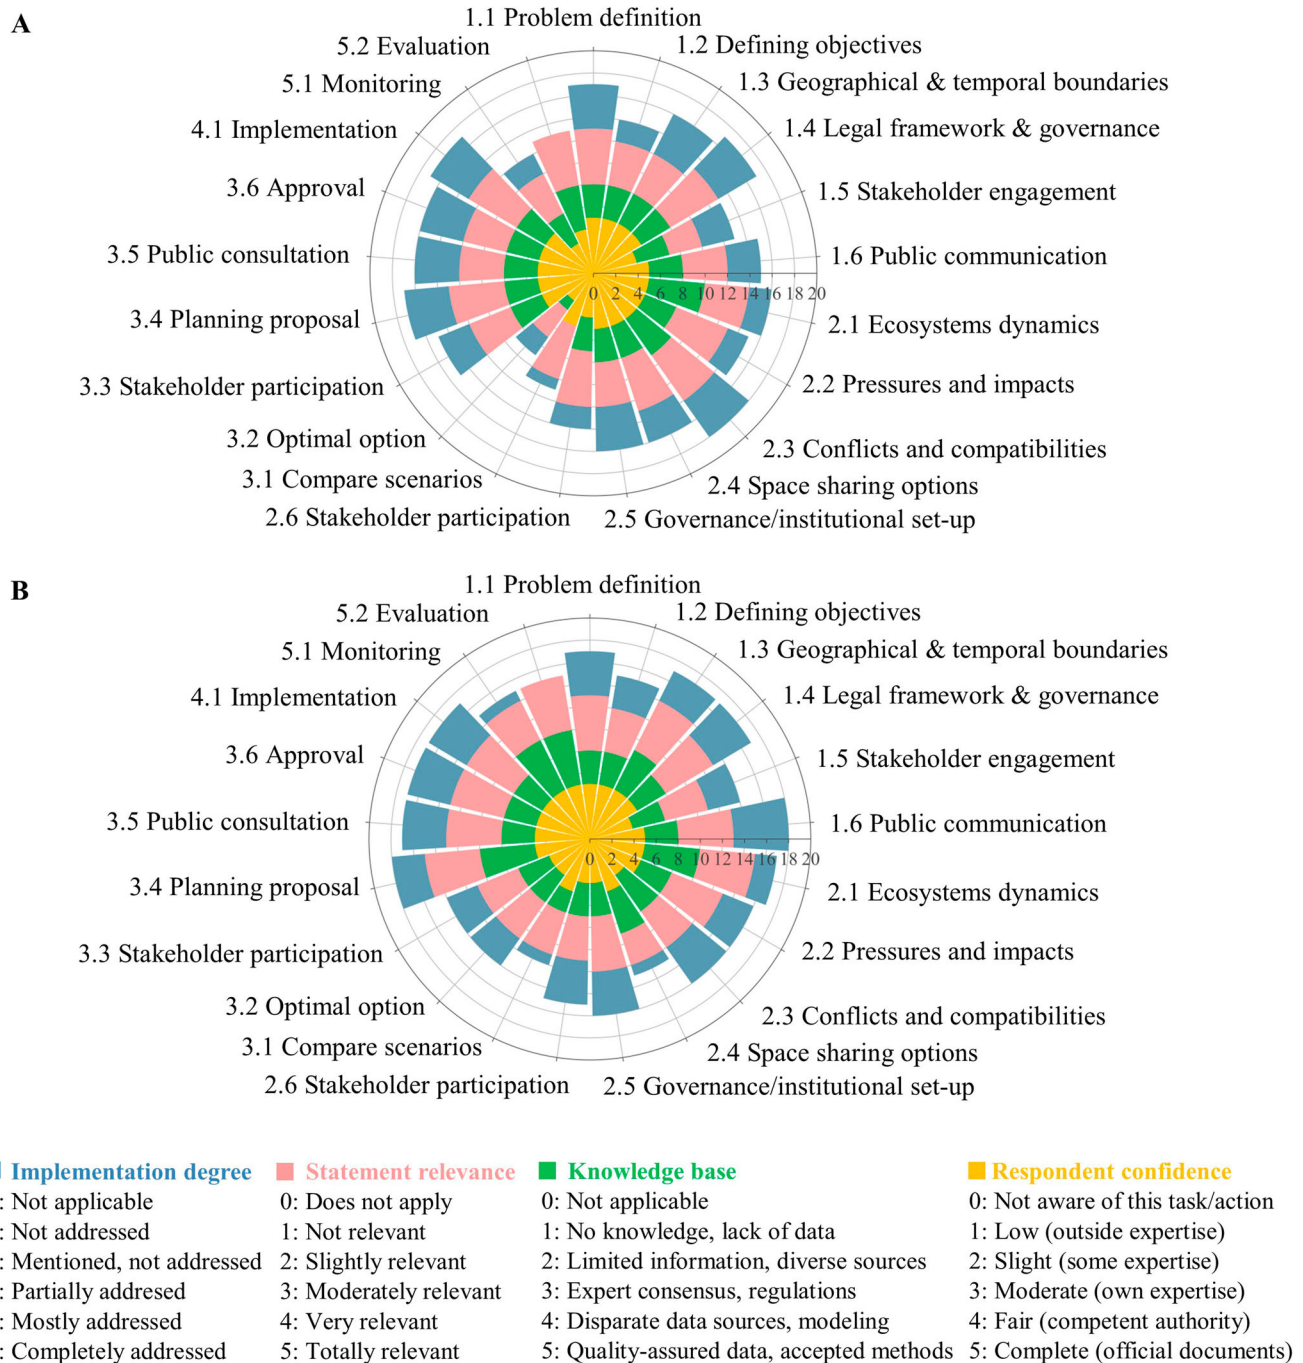 A
1.1 Problem definition
5.2 Evaluation
1.2 Defining objectives
5.1 Monitoring
1.3 Geographical & temporal boundaries
4.1 Implementation
1.4 Legal framework & governance
3.6 Approval
1.5 Stakeholder engagement
3.5 Public consultation
1.6 Public communication
0 2 4 6 8 10 12 14 16 18 20
3.4 Planning proposal
2.1 Ecosystems dynamics
3.3 Stakeholder participation
2.2 Pressures and impacts
3.2 Optimal option
2.3 Conflicts and compatibilities
3.1 Compare scenarios
2.4 Space sharing options
2.6 Stakeholder participation
2.5 Governance/institutional set-up
B
1.1 Problem definition
5.2 Evaluation
1.2 Defining objectives
5.1 Monitoring
1.3 Geographical & temporal boundaries
4.1 Implementation
1.4 Legal framework & governance
3.6 Approval
1.5 Stakeholder engagement
3.5 Public consultation
1.6 Public communication
0 2 4 6 8 10 12 14 16 18 20
3.4 Planning proposal
2.1 Ecosystems dynamics
3.3 Stakeholder participation
2.2 Pressures and impacts
3.2 Optimal option
2.3 Conflicts and compatibilities
3.1 Compare scenarios
2.4 Space sharing options
2.6 Stakeholder participation
2.5 Governance/institutional set-up
Implementation degree
: Not applicable
: Not addressed
: Mentioned, not addressed
: Partially addresed
: Mostly addressed
: Completely addressed
Statement relevance
0: Does not apply
1: Not relevant
2: Slightly relevant
3: Moderately relevant
4: Very relevant
5: Totally relevant
Knowledge base
0: Not applicable
1: No knowledge, lack of data
2: Limited information, diverse sources
3: Expert consensus, regulations
4: Disparate data sources, modeling
5: Quality-assured data, accepted methods
Respondent confidence
0: Not aware of this task/action
1: Low (outside expertise)
2: Slight (some expertise)
3: Moderate (own expertise)
4: Fair (competent authority)
5: Complete (official documents)